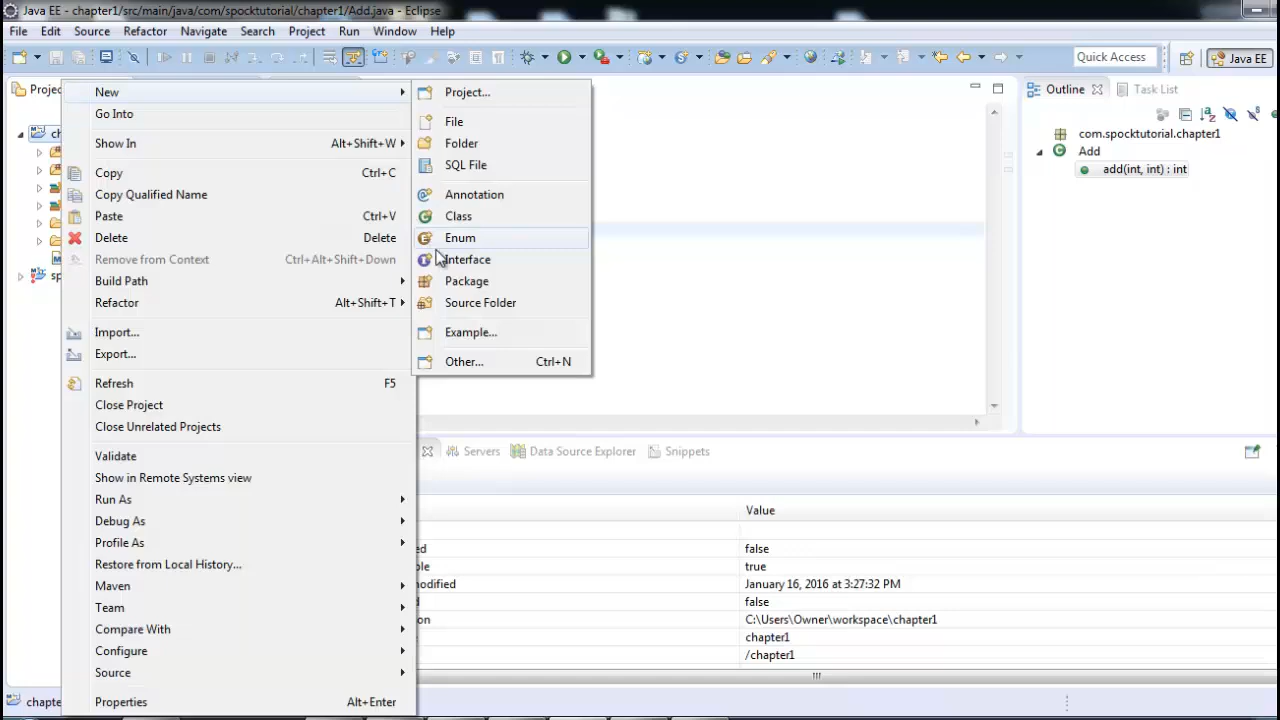 Java EE - chapter1/src/main/java/com/spocktutorial/chapter1/Add.java - Eclipse
File Edit Source Refactor Navigate Search Project Run Window Help
Quick Access
Java EE
New
Go Into
Show In Alt+Shift+W
Copy Ctrl+C
Copy Qualified Name
Paste Ctrl+V
Delete Delete
Remove from Context Ctrl+Alt+Shift+Down
Build Path
Refactor Alt+Shift+T
Import...
Export...
Refresh F5
Close Project
Close Unrelated Projects
Validate
Show in Remote Systems view
Run As
Debug As
Profile As
Restore from Local History...
Maven
Team
Compare With
Configure
Source
Properties Alt+Enter
Project...
File
Folder
SQL File
Annotation
Class
Enum
Interface
Package
Source Folder
Example...
Other... Ctrl+N
Outline Task List
com.spocktutorial.chapter1
Add
add(int, int) : int
Servers Data Source Explorer Snippets
Value
false
true
January 16, 2016 at 3:27:32 PM
false
C:\Users\Owner\workspace\chapter1
chapter1
/chapter1